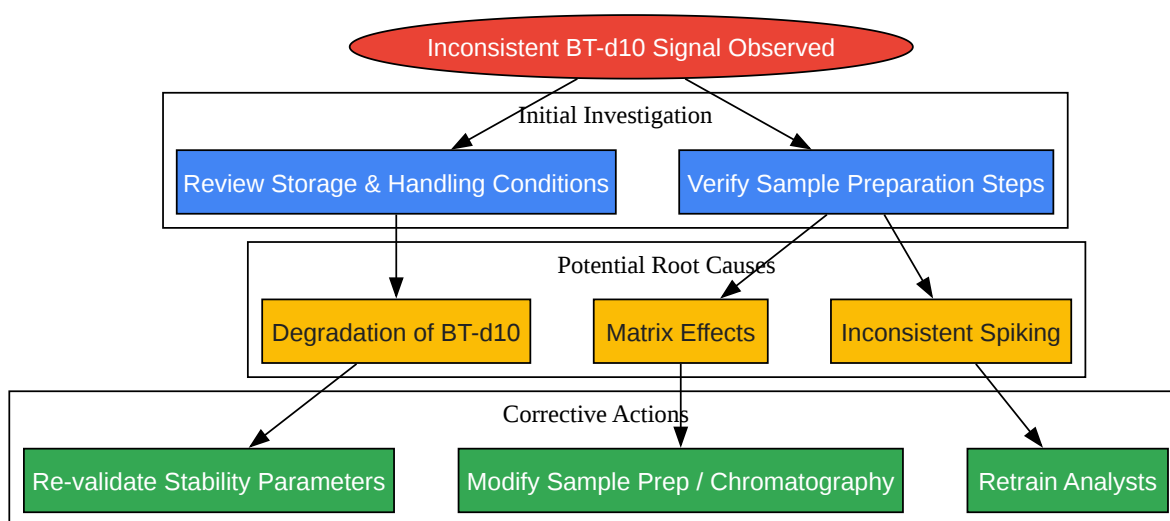 Inconsistent BT-d10 Signal Observed
Initial Investigation
Review Storage & Handling Conditions
Verify Sample Preparation Steps
Potential Root Causes
Degradation of BT-d10
Matrix Effects
Inconsistent Spiking
Corrective Actions
Re-validate Stability Parameters
Modify Sample Prep / Chromatography
Retrain Analysts